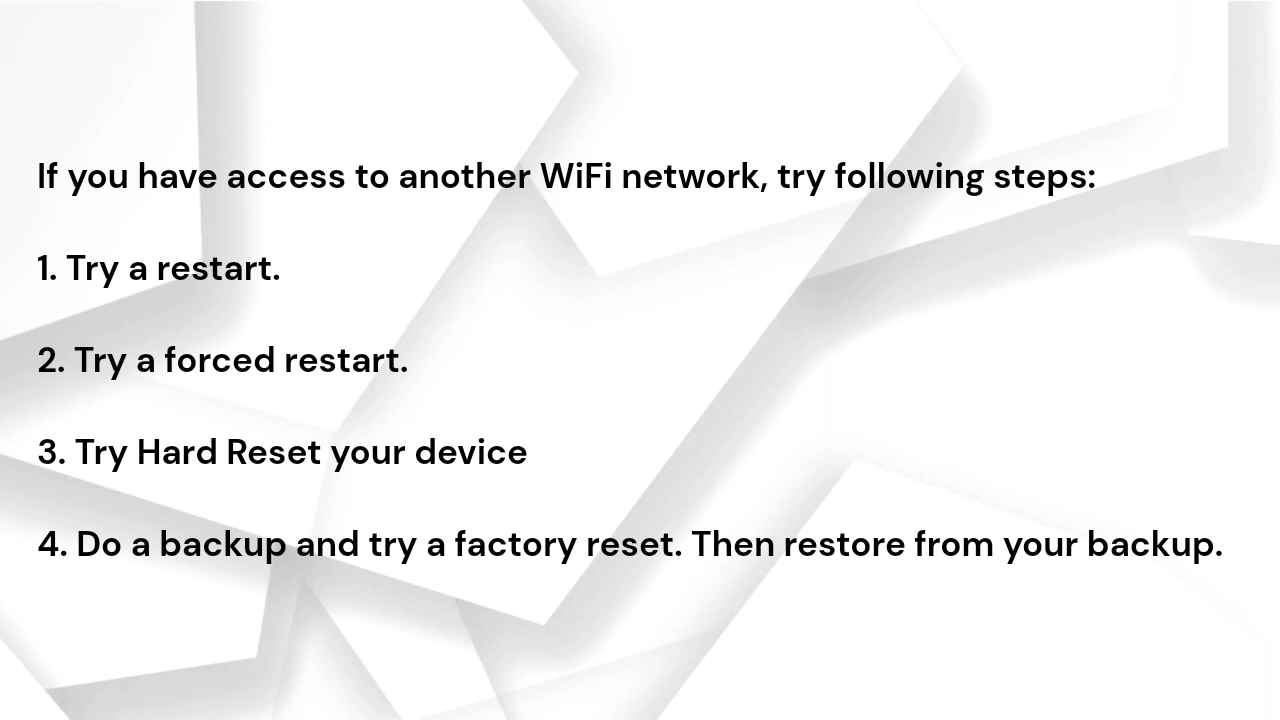 If you have access to another WiFi network, try following steps:
1. Try a restart.
2. Try a forced restart.
3. Try Hard Reset your device
4. Do a backup and try a factory reset. Then restore from your backup.